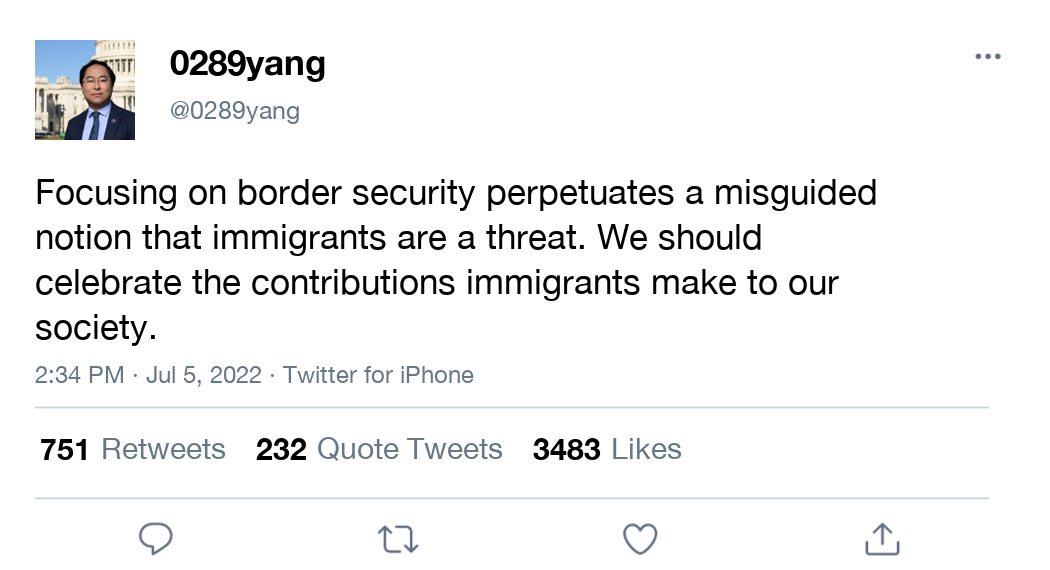 0289yang
@0289yang
Focusing on border security perpetuates a misguided
notion that immigrants are a threat. We should
celebrate the contributions immigrants make to our
society.
2:34 PM · Jul 5, 2022 · Twitter for iPhone
751 Retweets 232 Quote Tweets 3483 Likes